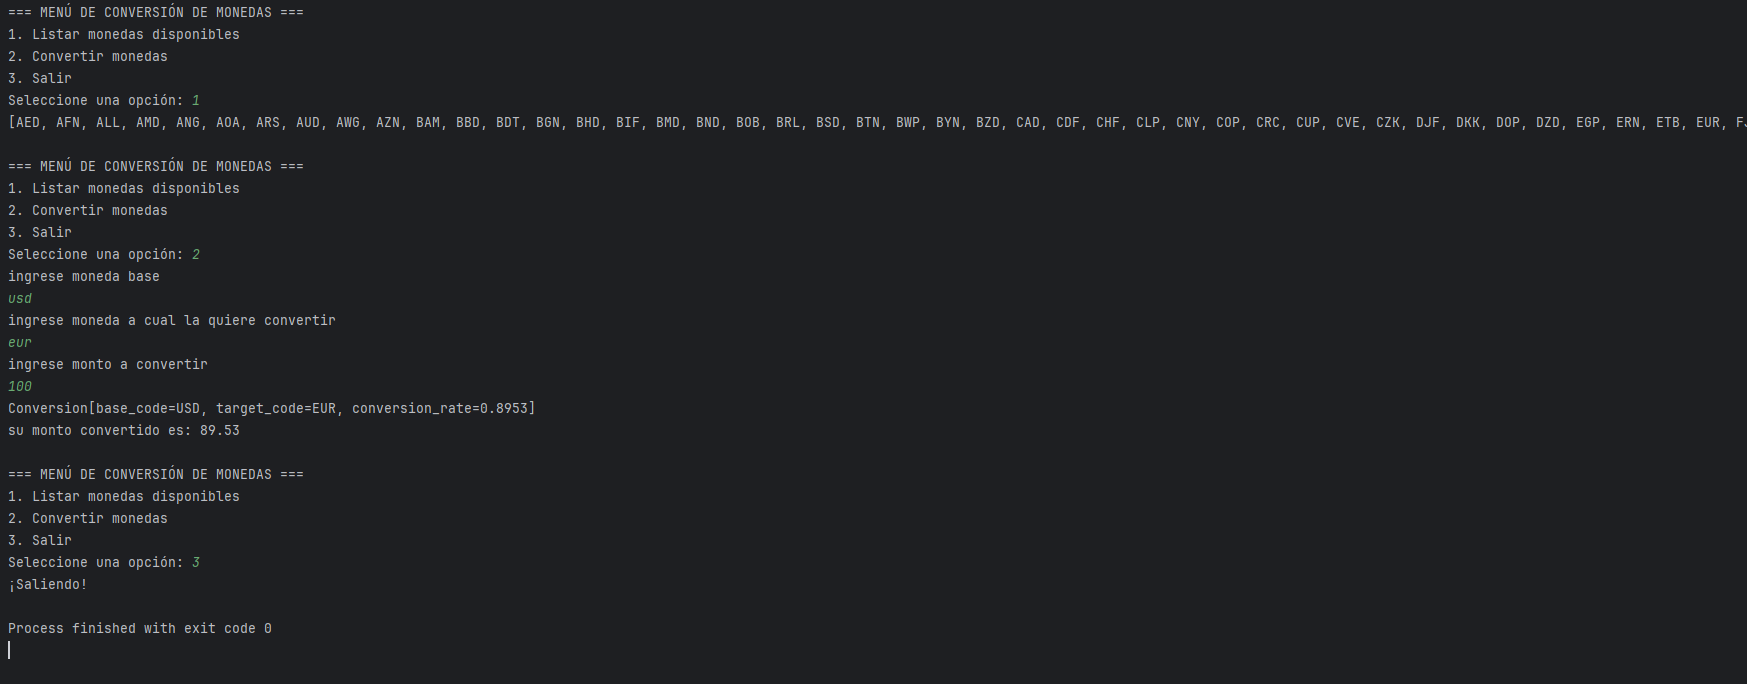 === MENÚ DE CONVERSIÓN DE MONEDAS ===
1. Listar monedas disponibles
2. Convertir monedas
3. Salir
Seleccione una opción: 1
[AED, AFN, ALL, AMD, ANG, AOA, ARS, AUD, AWG, AZN, BAM, BBD, BDT, BGN, BHD, BIF, BMD, BND, BOB, BRL, BSD, BTN, BWP, BYN, BZD, CAD, CDF, CHF, CLP, CNY, COP, CRC, CUP, CVE, CZK, DJF, DKK, DOP, DZD, EGP, ERN, ETB, EUR,
=== MENÚ DE CONVERSIÓN DE MONEDAS ===
1. Listar monedas disponibles
2. Convertir monedas
3. Salir
Seleccione una opción: 2
ingrese moneda base
usd
ingrese moneda a cual la quiere convertir
eur
ingrese monto a convertir
100
Conversion[base_code=USD, target_code=EUR, conversion_rate=0.8953]
su monto convertido es: 89.53
=== MENÚ DE CONVERSIÓN DE MONEDAS ===
1. Listar monedas disponibles
2. Convertir monedas
3. Salir
Seleccione una opción: 3
¡Saliendo!
Process finished with exit code 0